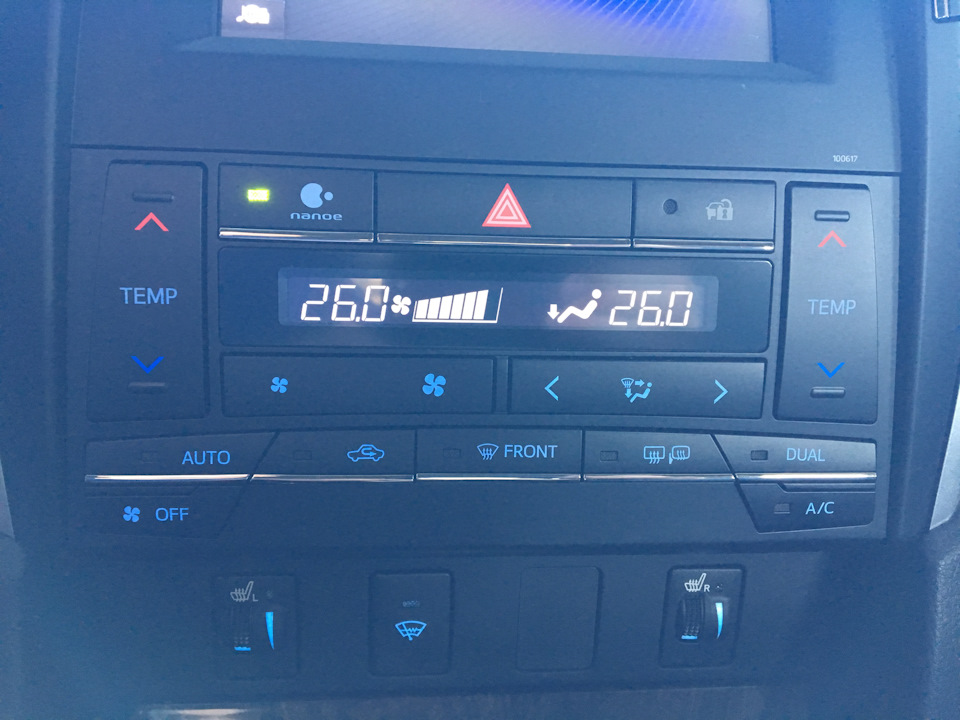 100617
nanoe
TEMP
26.0 26.0
TEMP
AUTO
FRONT
DUAL
OFF
A/C
L
R